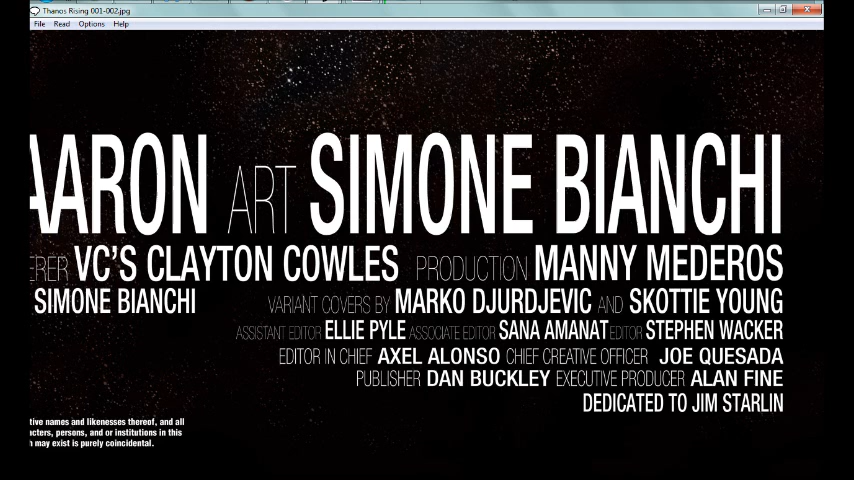 Thanos Rising 001-002.jpg
File Read Options Help
AARON ART SIMONE BIANCHI
ERER VC'S CLAYTON COWLES PRODUCTION MANNY MEDEROS
SIMONE BIANCHI VARIANT COVERS BY MARKO DJURDJEVIC AND SKOTTIE YOUNG
ASSISTANT EDITOR ELLIE PYLE ASSOCIATE EDITOR SANA AMANAT EDITOR STEPHEN WACKER
EDITOR IN CHIEF AXEL ALONSO CHIEF CREATIVE OFFICER JOE QUESADA
PUBLISHER DAN BUCKLEY EXECUTIVE PRODUCER ALAN FINE
DEDICATED TO JIM STARLIN
tive names and likenesses thereof, and all
acters, persons, and or institutions in this
h may exist is purely coincidental.